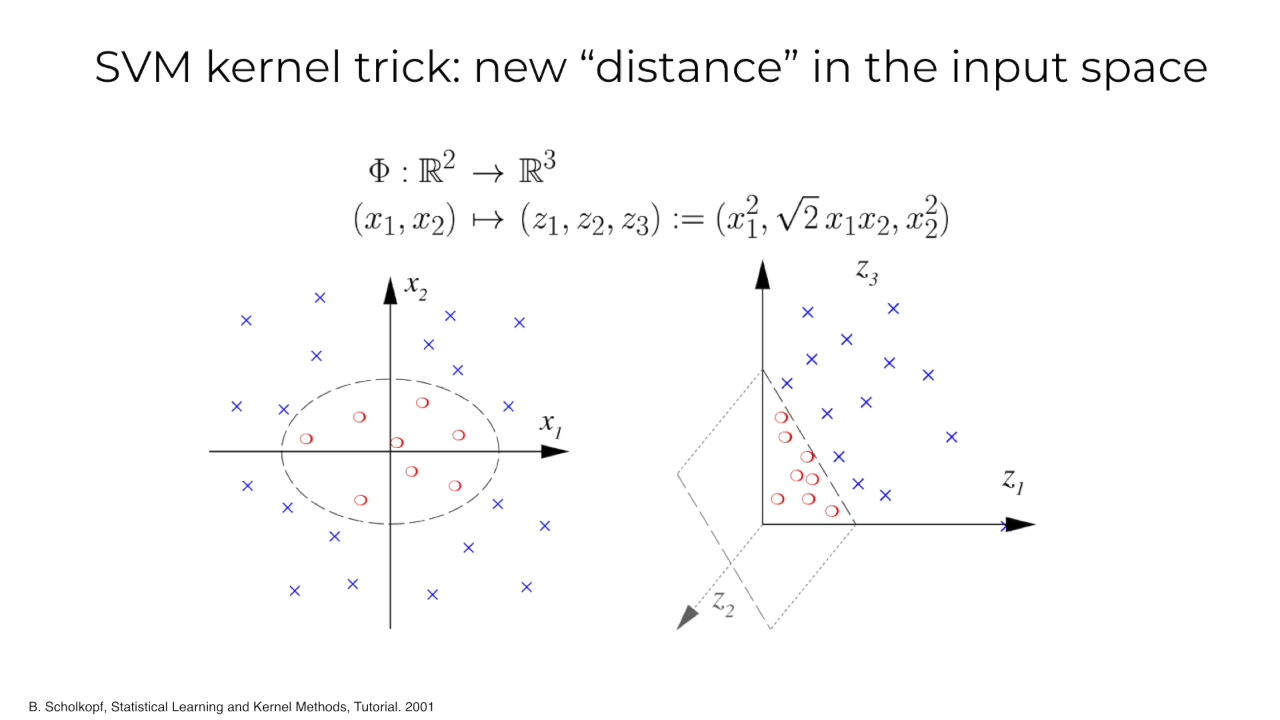 SVM kernel trick: new “distance” in the input space
Φ : ℝ² → ℝ³
(x₁, x₂) ↦ (z₁, z₂, z₃) := (x₁², √2 x₁x₂, x₂²)
x₂
x₁
z₃
z₁
z₂
B. Scholkopf, Statistical Learning and Kernel Methods, Tutorial. 2001